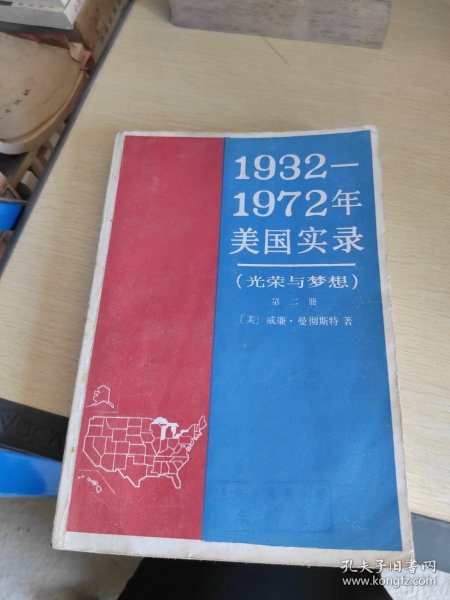 1932—
1972年
美国实录
(光荣与梦想)
第二册
〔美〕威廉·曼彻斯特著
孔夫子旧书网
www.kongfz.com